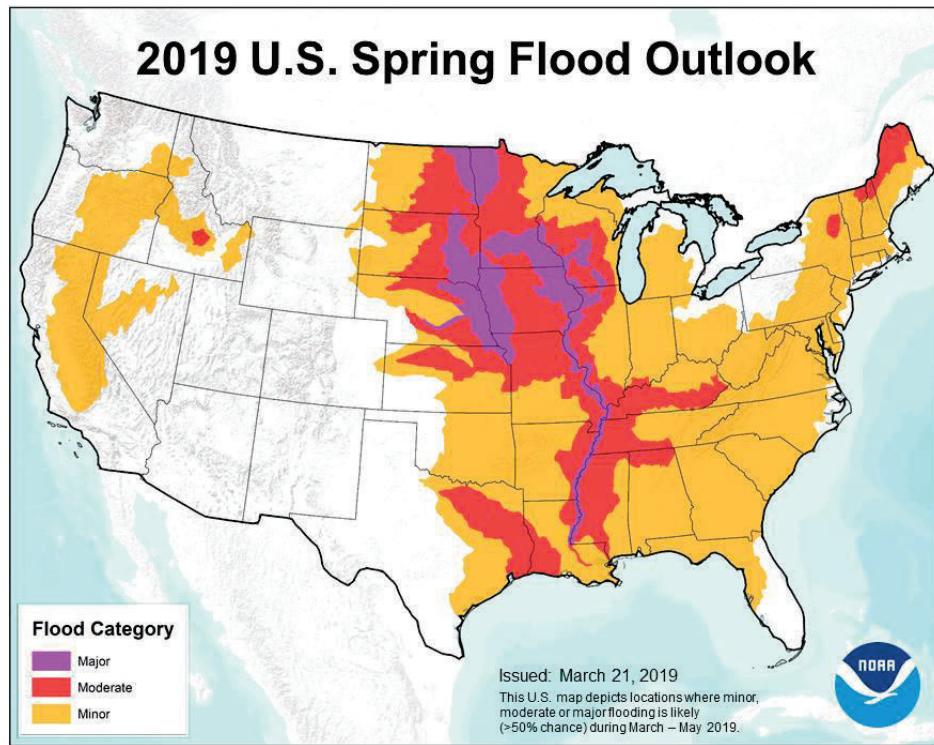 2019 U.S. Spring Flood Outlook
Flood Category
Major
Moderate
Minor
Issued: March 21, 2019
This U.S. map depicts locations where minor,
moderate or major flooding is likely
(>50% chance) during March – May 2019.
NOAA